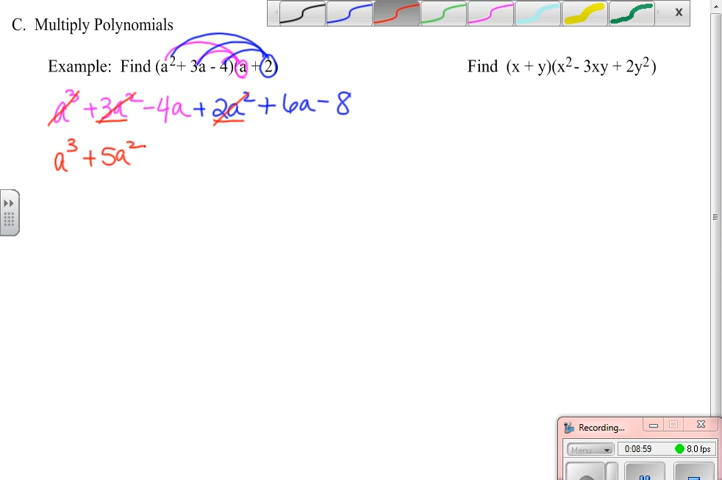 C. Multiply Polynomials
X
Example: Find (a² + 3a - 4)(a + 2)
Find (x + y)(x² - 3xy + 2y²)
a³ + 3a² - 4a + 2a² + 6a - 8
a³ + 5a²
Recording...
Menu
0:08:59
8.0 fps